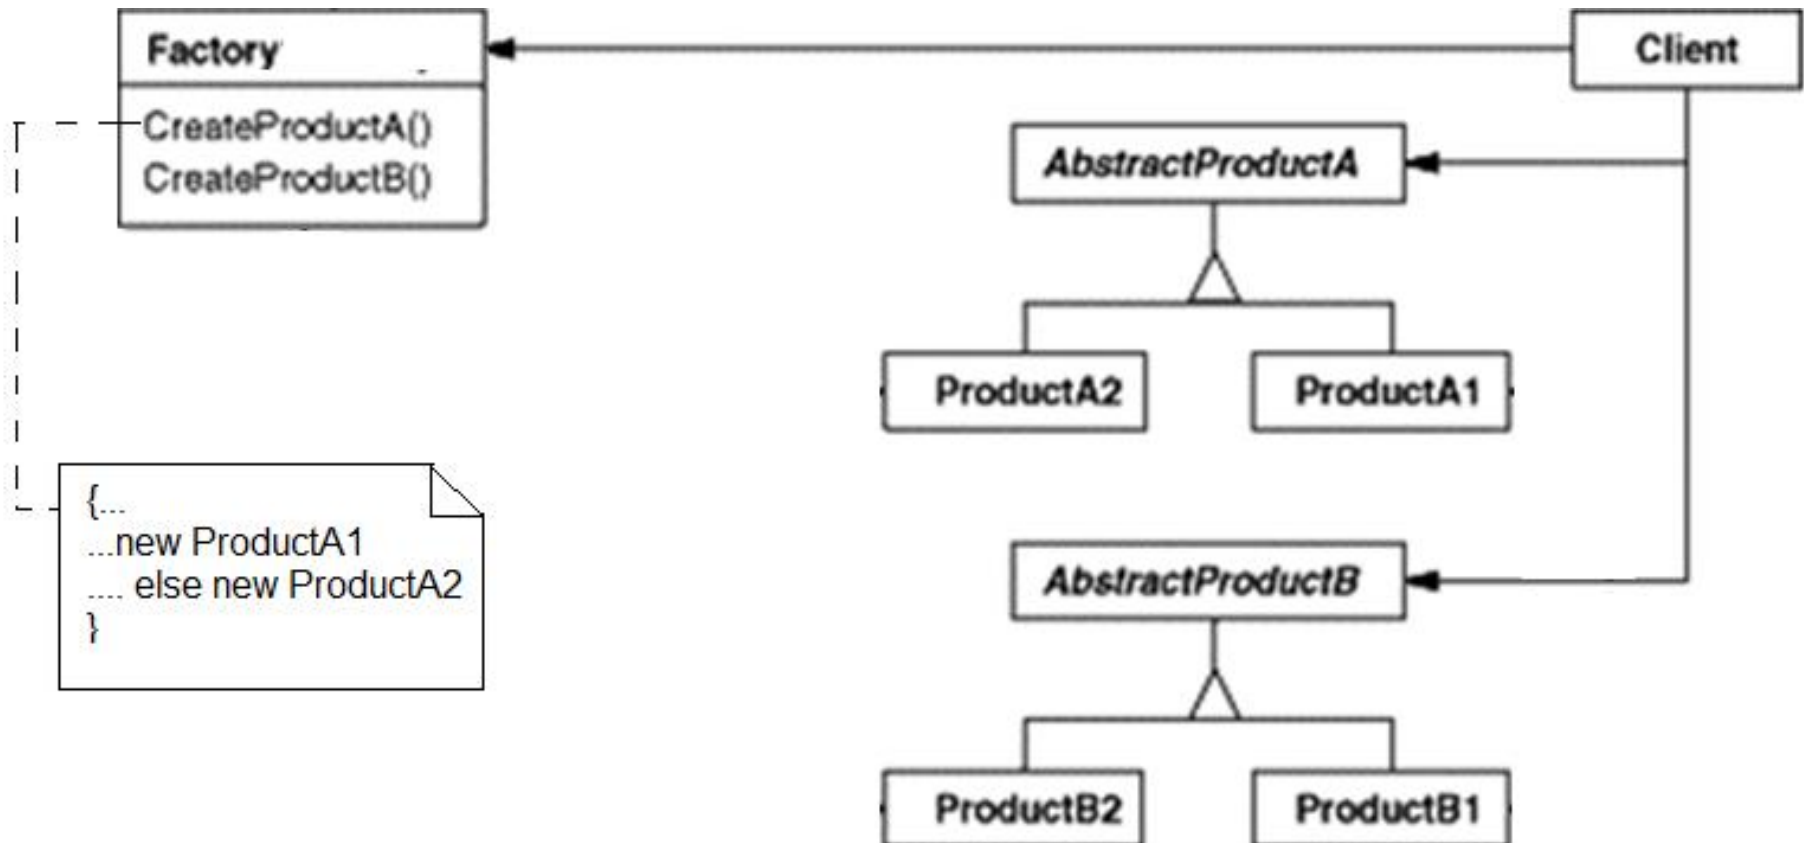 Factory
Client
CreateProductA()
CreateProductB()
AbstractProductA
ProductA2
ProductA1
{...
...new ProductA1
.... else new ProductA2
}
AbstractProductB
ProductB2
ProductB1